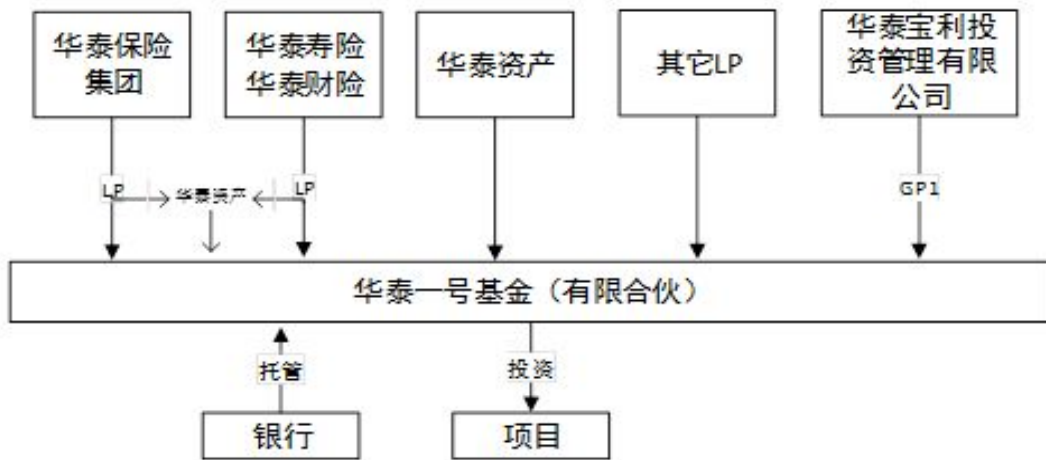 华泰保险
集团
华泰寿险
华泰财险
华泰资产
其它LP
华泰宝利投
资管理有限
公司
LP
华泰资产
LP
GP1
华泰一号基金（有限合伙）
托管
投资
银行
项目